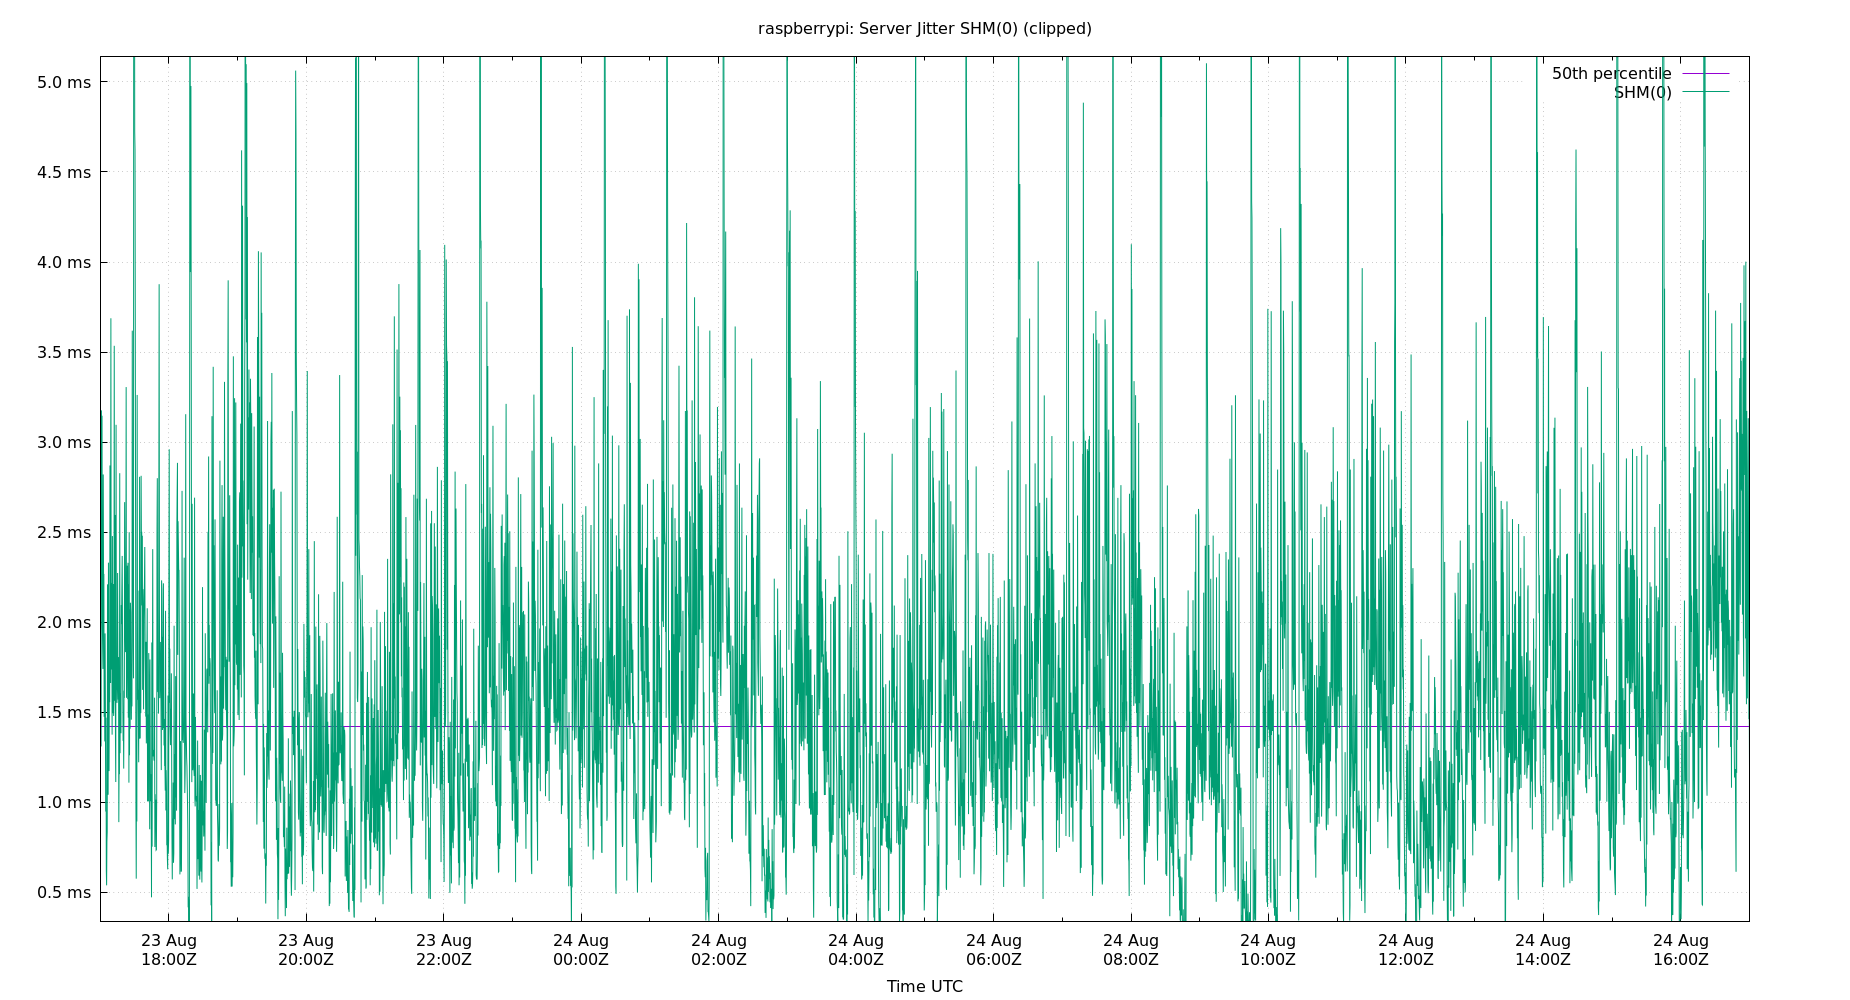 raspberrypi: Server Jitter SHM(0) (clipped)
50th percentile
SHM(0)
5.0 ms
4.5 ms
4.0 ms
3.5 ms
3.0 ms
2.5 ms
2.0 ms
1.5 ms
1.0 ms
0.5 ms
23 Aug 23 Aug 23 Aug 24 Aug 24 Aug 24 Aug 24 Aug 24 Aug 24 Aug 24 Aug 24 Aug 24 Aug
18:00Z 20:00Z 22:00Z 00:00Z 02:00Z 04:00Z 06:00Z 08:00Z 10:00Z 12:00Z 14:00Z 16:00Z
Time UTC